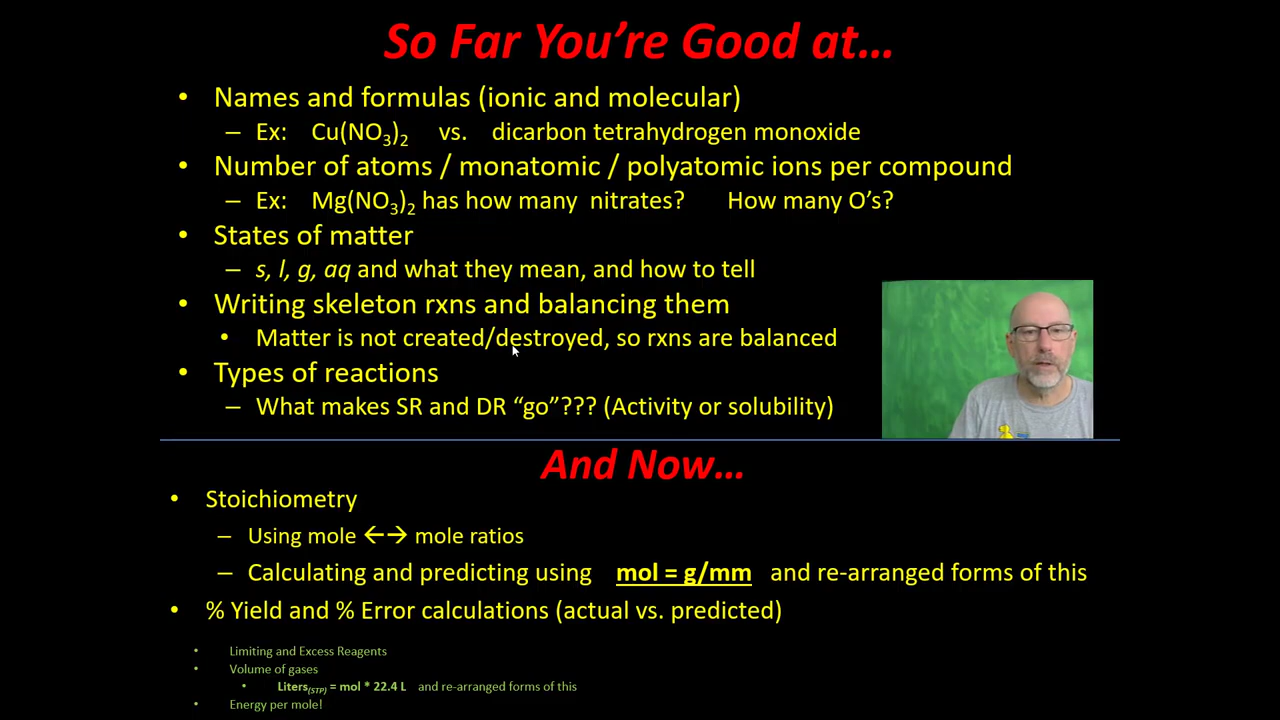 So Far You're Good at…
• Names and formulas (ionic and molecular)
– Ex: Cu(NO₃)₂ vs. dicarbon tetrahydrogen monoxide
• Number of atoms / monatomic / polyatomic ions per compound
– Ex: Mg(NO₃)₂ has how many nitrates? How many O's?
• States of matter
– s, l, g, aq and what they mean, and how to tell
• Writing skeleton rxns and balancing them
• Matter is not created/destroyed, so rxns are balanced
• Types of reactions
– What makes SR and DR “go”??? (Activity or solubility)
And Now…
• Stoichiometry
– Using mole ←→ mole ratios
– Calculating and predicting using mol = g/mm and re-arranged forms of this
• % Yield and % Error calculations (actual vs. predicted)
• Limiting and Excess Reagents
• Volume of gases
• Liters(STP) = mol * 22.4 L and re-arranged forms of this
• Energy per mole!